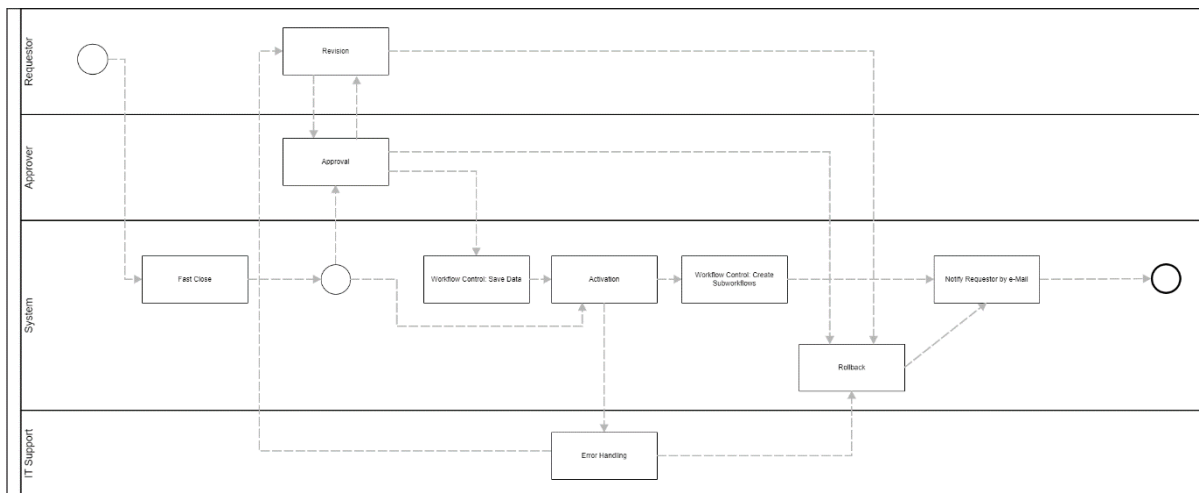 Requestor
Revision
Approver
Approval
System
Fast Close
Workflow Control: Save Data
Activation
Workflow Control: Create
Subworkflows
Notify Requestor by e-Mail
Rollback
IT Support
Error Handling